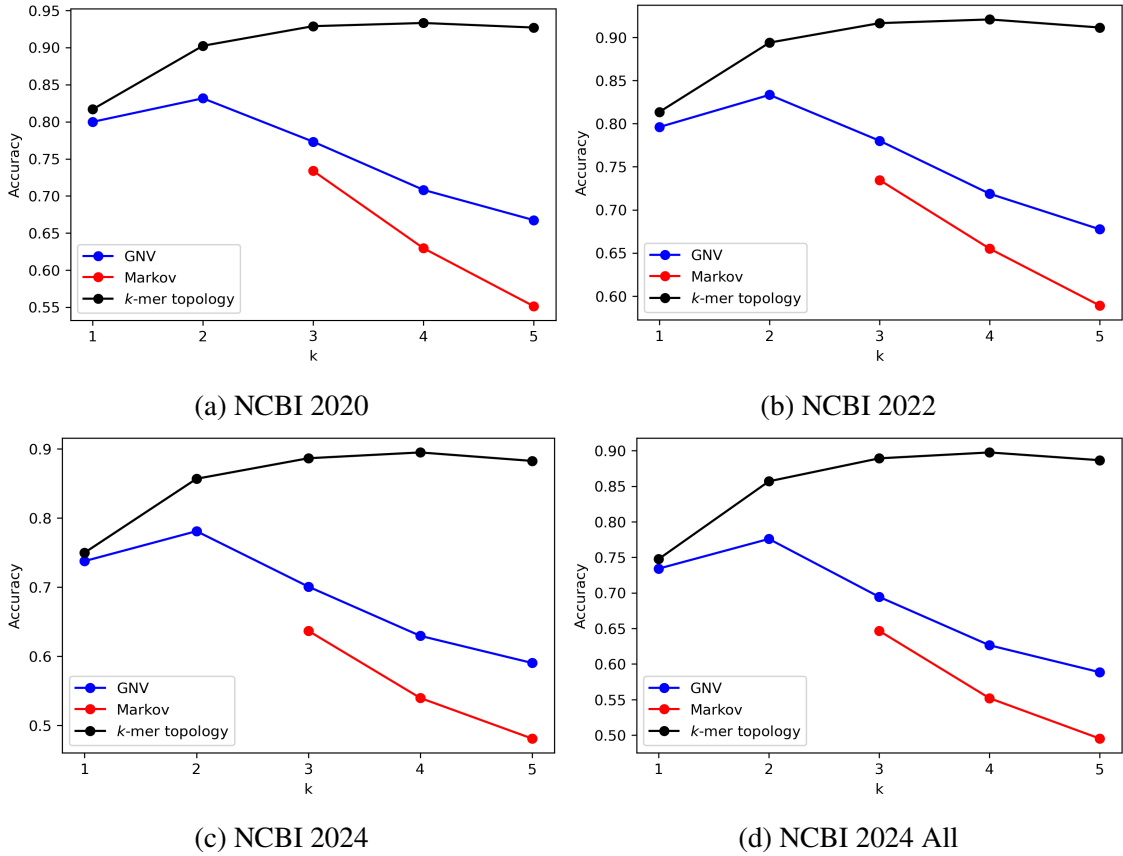 0.95
0.90
0.85
0.80
0.75
0.70
0.65
0.60
0.55
Accuracy
GNV
Markov
k-mer topology
1 2 3 4 5
k
(a) NCBI 2020
0.90
0.85
0.80
0.75
0.70
0.65
0.60
Accuracy
GNV
Markov
k-mer topology
1 2 3 4 5
k
(b) NCBI 2022
0.9
0.8
0.7
0.6
0.5
Accuracy
GNV
Markov
k-mer topology
1 2 3 4 5
k
(c) NCBI 2024
0.90
0.85
0.80
0.75
0.70
0.65
0.60
0.55
0.50
Accuracy
GNV
Markov
k-mer topology
1 2 3 4 5
k
(d) NCBI 2024 All